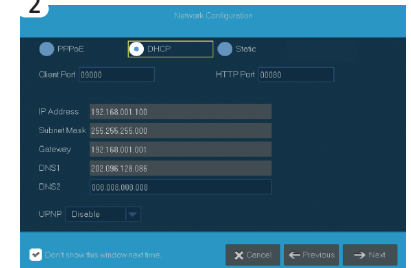 2
Network Configuration
PPPoE DHCP Static
Client Port 09000 HTTP Port 00080
IP Address 192.168.001.100
Subnet Mask 255.255.255.000
Gateway 192.168.001.001
DNS1 202.096.128.086
DNS2 000.000.000.000
UPNP Disable
Don't show this window next time. Cancel Previous Next